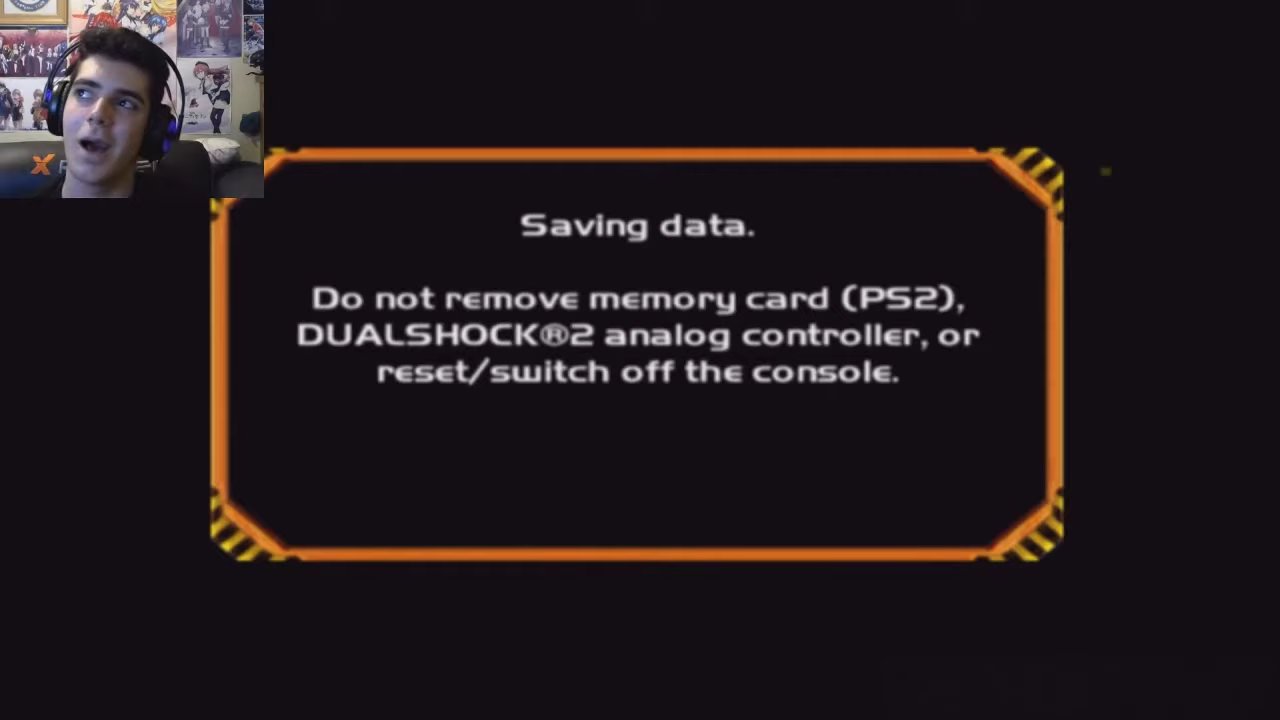 Saving data.
Do not remove memory card (PS2),
DUALSHOCK®2 analog controller, or
reset/switch off the console.